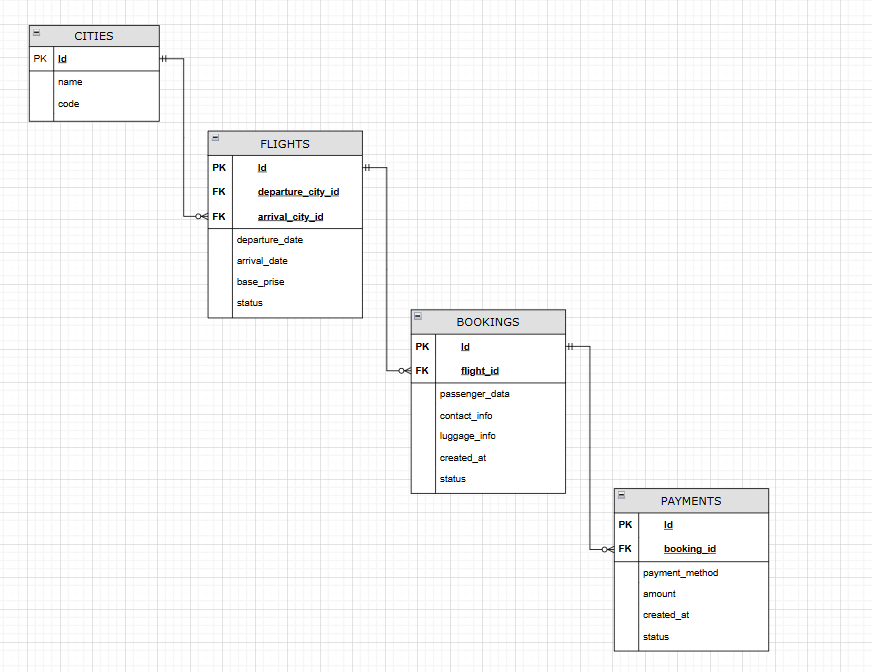 CITIES
PK Id
name
code
FLIGHTS
PK Id
FK departure_city_id
FK arrival_city_id
departure_date
arrival_date
base_prise
status
BOOKINGS
PK Id
FK flight_id
passenger_data
contact_info
luggage_info
created_at
status
PAYMENTS
PK Id
FK booking_id
payment_method
amount
created_at
status